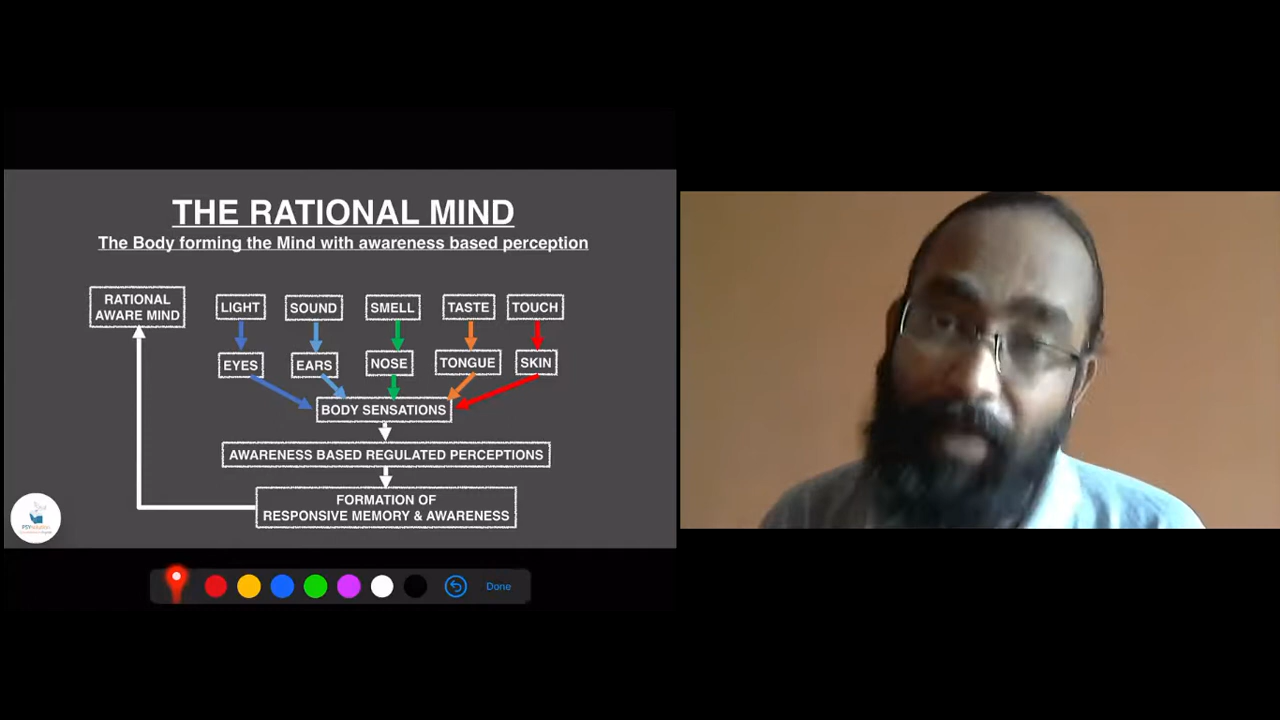 THE RATIONAL MIND
The Body forming the Mind with awareness based perception
RATIONAL
AWARE MIND
LIGHT
SOUND
SMELL
TASTE
TOUCH
EYES
EARS
NOSE
TONGUE
SKIN
BODY SENSATIONS
AWARENESS BASED REGULATED PERCEPTIONS
FORMATION OF
RESPONSIVE MEMORY & AWARENESS
Done